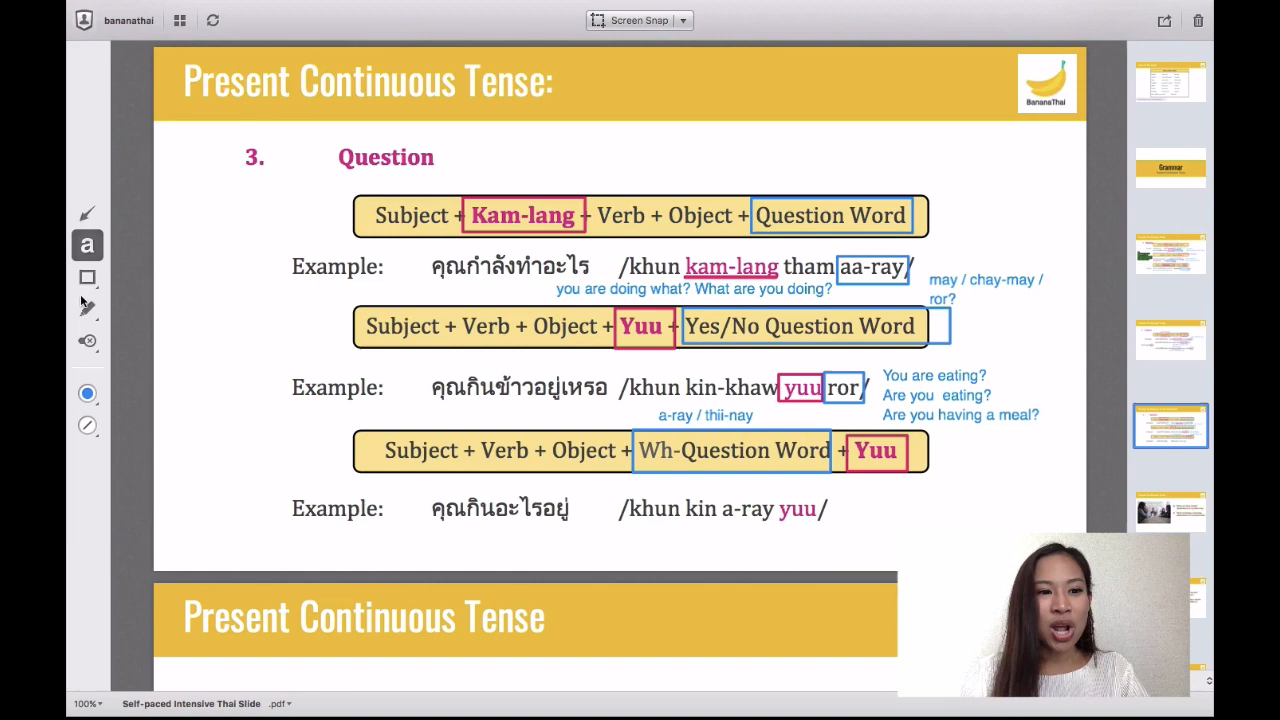 bananathai
Screen Snap
Present Continuous Tense:
BananaThai
3. Question
Subject + Kam-lang + Verb + Object + Question Word
Example: คุณกำลังทำอะไร /khun kam-lang tham aa-ray/
you are doing what? What are you doing?
may / chay-may /
ror?
Subject + Verb + Object + Yuu + Yes/No Question Word
Example: คุณกินข้าวอยู่เหรอ /khun kin-khaw yuu ror/
You are eating?
Are you eating?
Are you having a meal?
a-ray / thii-nay
Subject + Verb + Object + Wh-Question Word + Yuu
Example: คุณกินอะไรอยู่ /khun kin a-ray yuu/
Present Continuous Tense
Grammar
a
100%
Self-paced Intensive Thai Slide .pdf